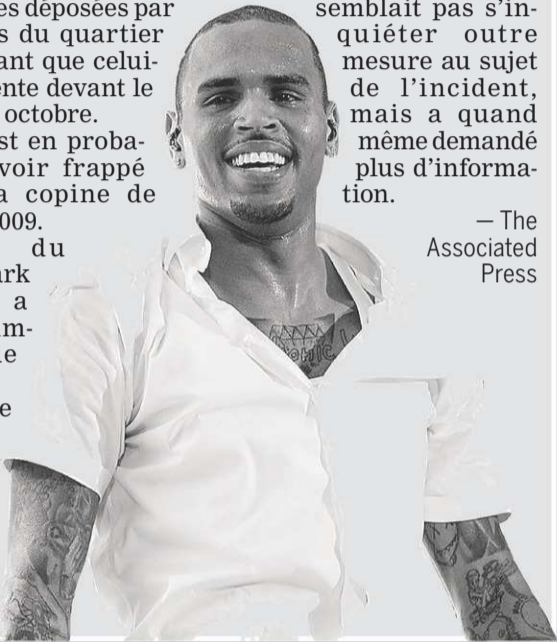 es déposées par
s du quartier
ant que celui-
ente devant le
octobre.
st en proba-
voir frappé
a copine de
009.
du
ark
a
m-
e
e
semblait pas s’in-
quiéter outre
mesure au sujet
de l’incident,
mais a quand
même demandé
plus d’informa-
tion.
– The
Associated
Press